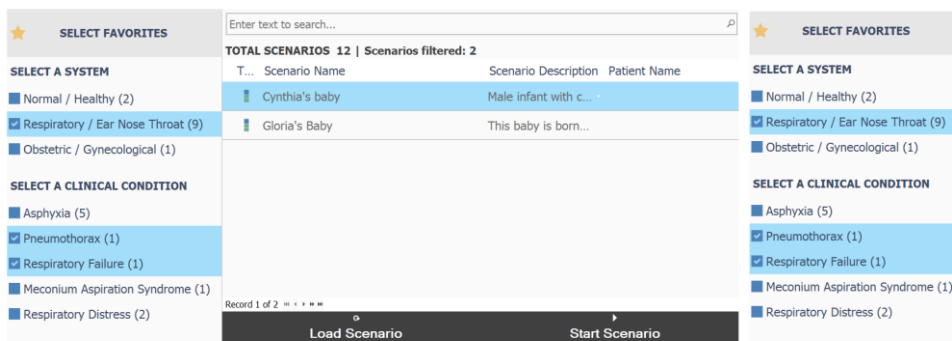 SELECT FAVORITES
SELECT A SYSTEM
Normal / Healthy (2)
Respiratory / Ear Nose Throat (9)
Obstetric / Gynecological (1)
SELECT A CLINICAL CONDITION
Asphyxia (5)
Pneumothorax (1)
Respiratory Failure (1)
Meconium Aspiration Syndrome (1)
Respiratory Distress (2)
Enter text to search...
TOTAL SCENARIOS 12 | Scenarios filtered: 2
T... Scenario Name Scenario Description Patient Name
Cynthia's baby Male infant with c...
Gloria's Baby This baby is born...
Record 1 of 2
Load Scenario Start Scenario
SELECT FAVORITES
SELECT A SYSTEM
Normal / Healthy (2)
Respiratory / Ear Nose Throat (9)
Obstetric / Gynecological (1)
SELECT A CLINICAL CONDITION
Asphyxia (5)
Pneumothorax (1)
Respiratory Failure (1)
Meconium Aspiration Syndrome (1)
Respiratory Distress (2)